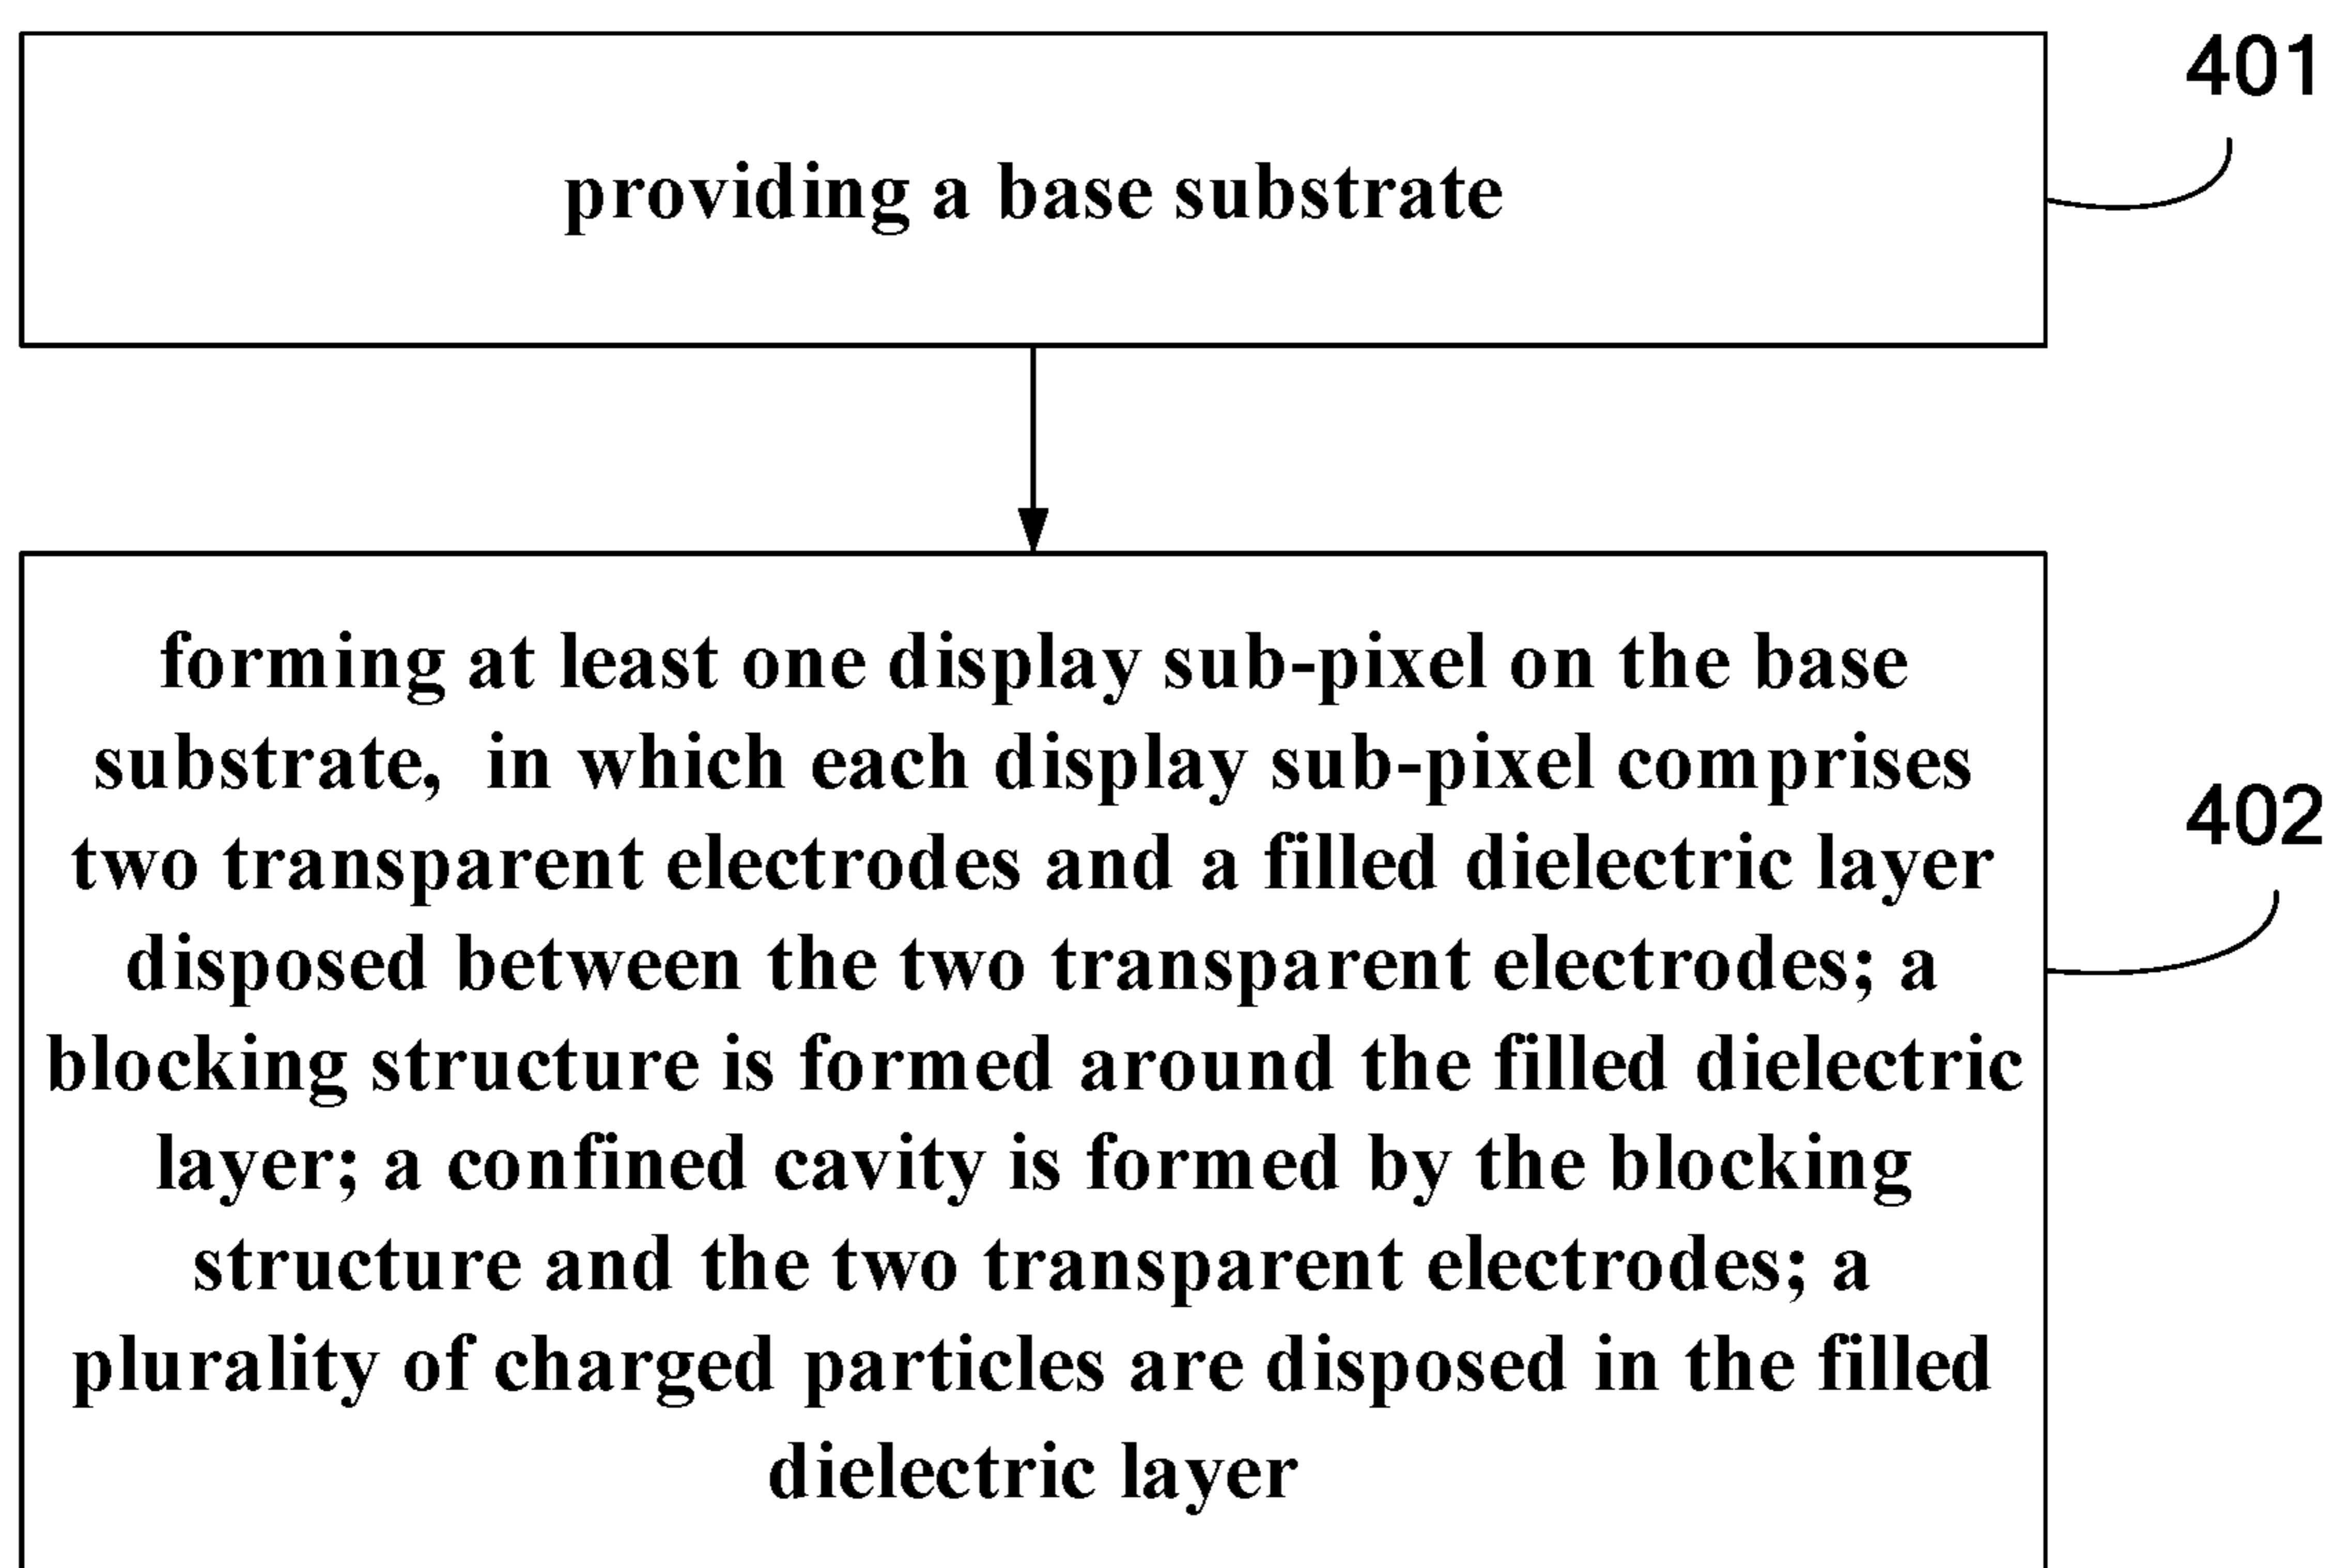 401
providing a base substrate
forming at least one display sub-pixel on the base
substrate, in which each display sub-pixel comprises
two transparent electrodes and a filled dielectric layer
disposed between the two transparent electrodes; a
blocking structure is formed around the filled dielectric
layer; a confined cavity is formed by the blocking
structure and the two transparent electrodes; a
plurality of charged particles are disposed in the filled
dielectric layer
402